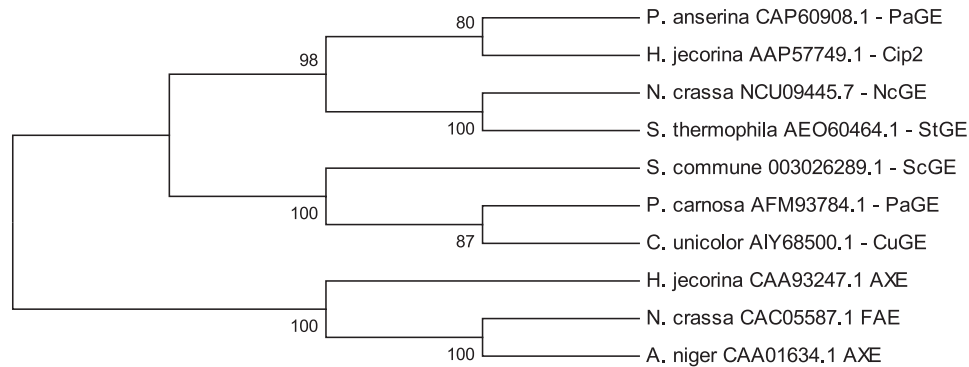 P. anserina CAP60908.1 - PaGE
80
H. jecorina AAP57749.1 - Cip2
98
N. crassa NCU09445.7 - NcGE
100
S. thermophila AEO60464.1 - StGE
S. commune 003026289.1 - ScGE
100
P. carnosa AFM93784.1 - PaGE
87
C. unicolor AIY68500.1 - CuGE
H. jecorina CAA93247.1 AXE
100
N. crassa CAC05587.1 FAE
100
A. niger CAA01634.1 AXE